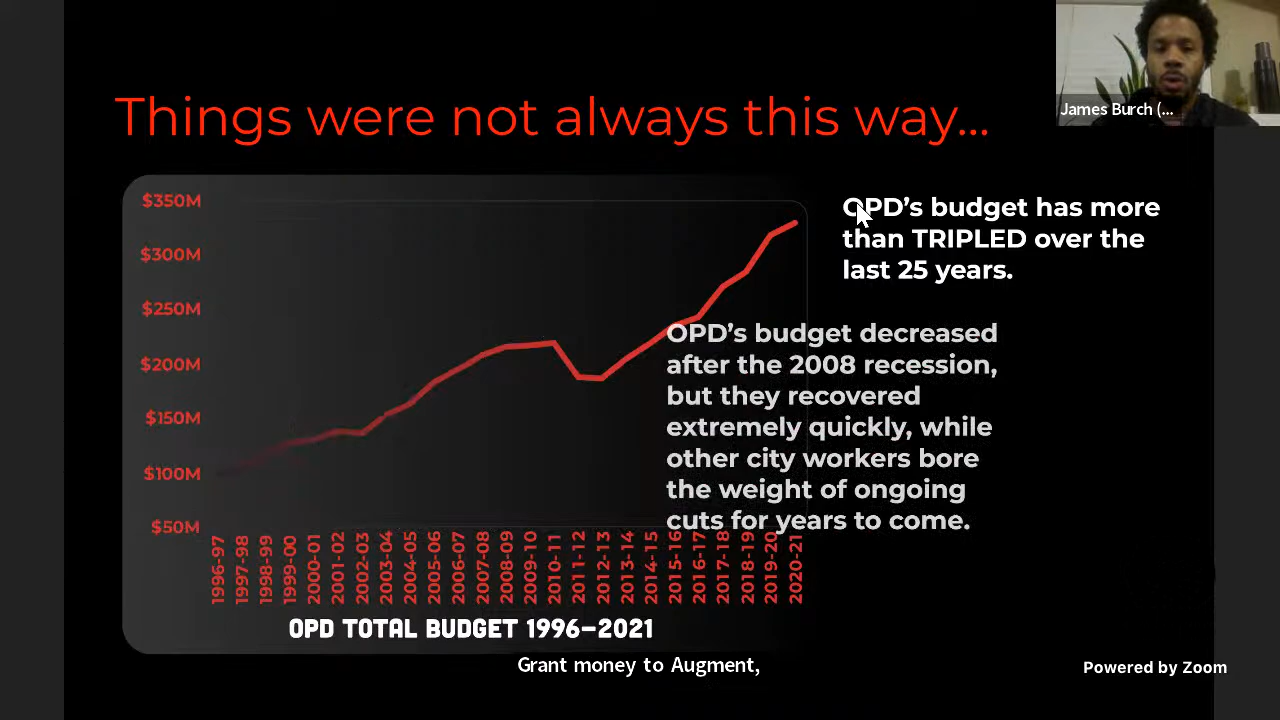 James Burch (...
Things were not always this way...
$350M
$300M
$250M
$200M
$150M
$100M
$50M
1996-97
1997-98
1998-99
1999-00
2000-01
2001-02
2002-03
2003-04
2004-05
2005-06
2006-07
2007-08
2008-09
2009-10
2010-11
2011-12
2012-13
2013-14
2014-15
2015-16
2016-17
2017-18
2018-19
2019-20
2020-21
OPD TOTAL BUDGET 1996–2021
OPD’s budget has more
than TRIPLED over the
last 25 years.
OPD’s budget decreased
after the 2008 recession,
but they recovered
extremely quickly, while
other city workers bore
the weight of ongoing
cuts for years to come.
Grant money to Augment,
Powered by Zoom